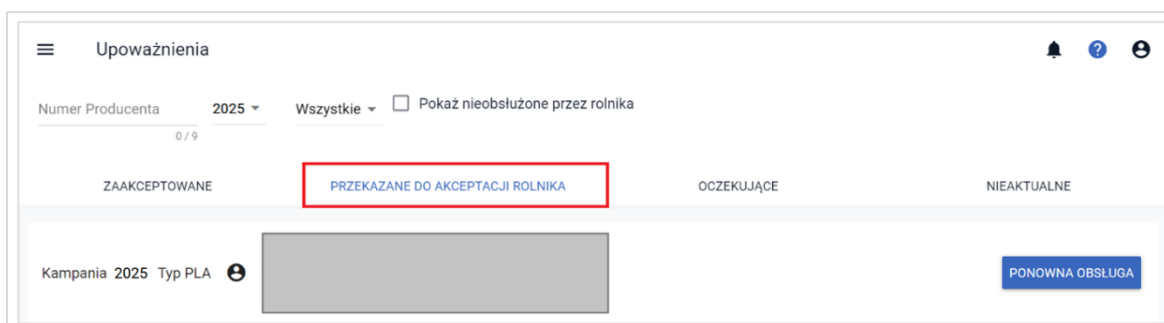 Upoważnienia
Numer Producenta 2025 Wszystkie Pokaż nieobsłużone przez rolnika
0 / 9
ZAAKCEPTOWANE PRZEKAZANE DO AKCEPTACJI ROLNIKA OCZEKUJĄCE NIEAKTUALNE
Kampania 2025 Typ PLA PONOWNA OBSŁUGA